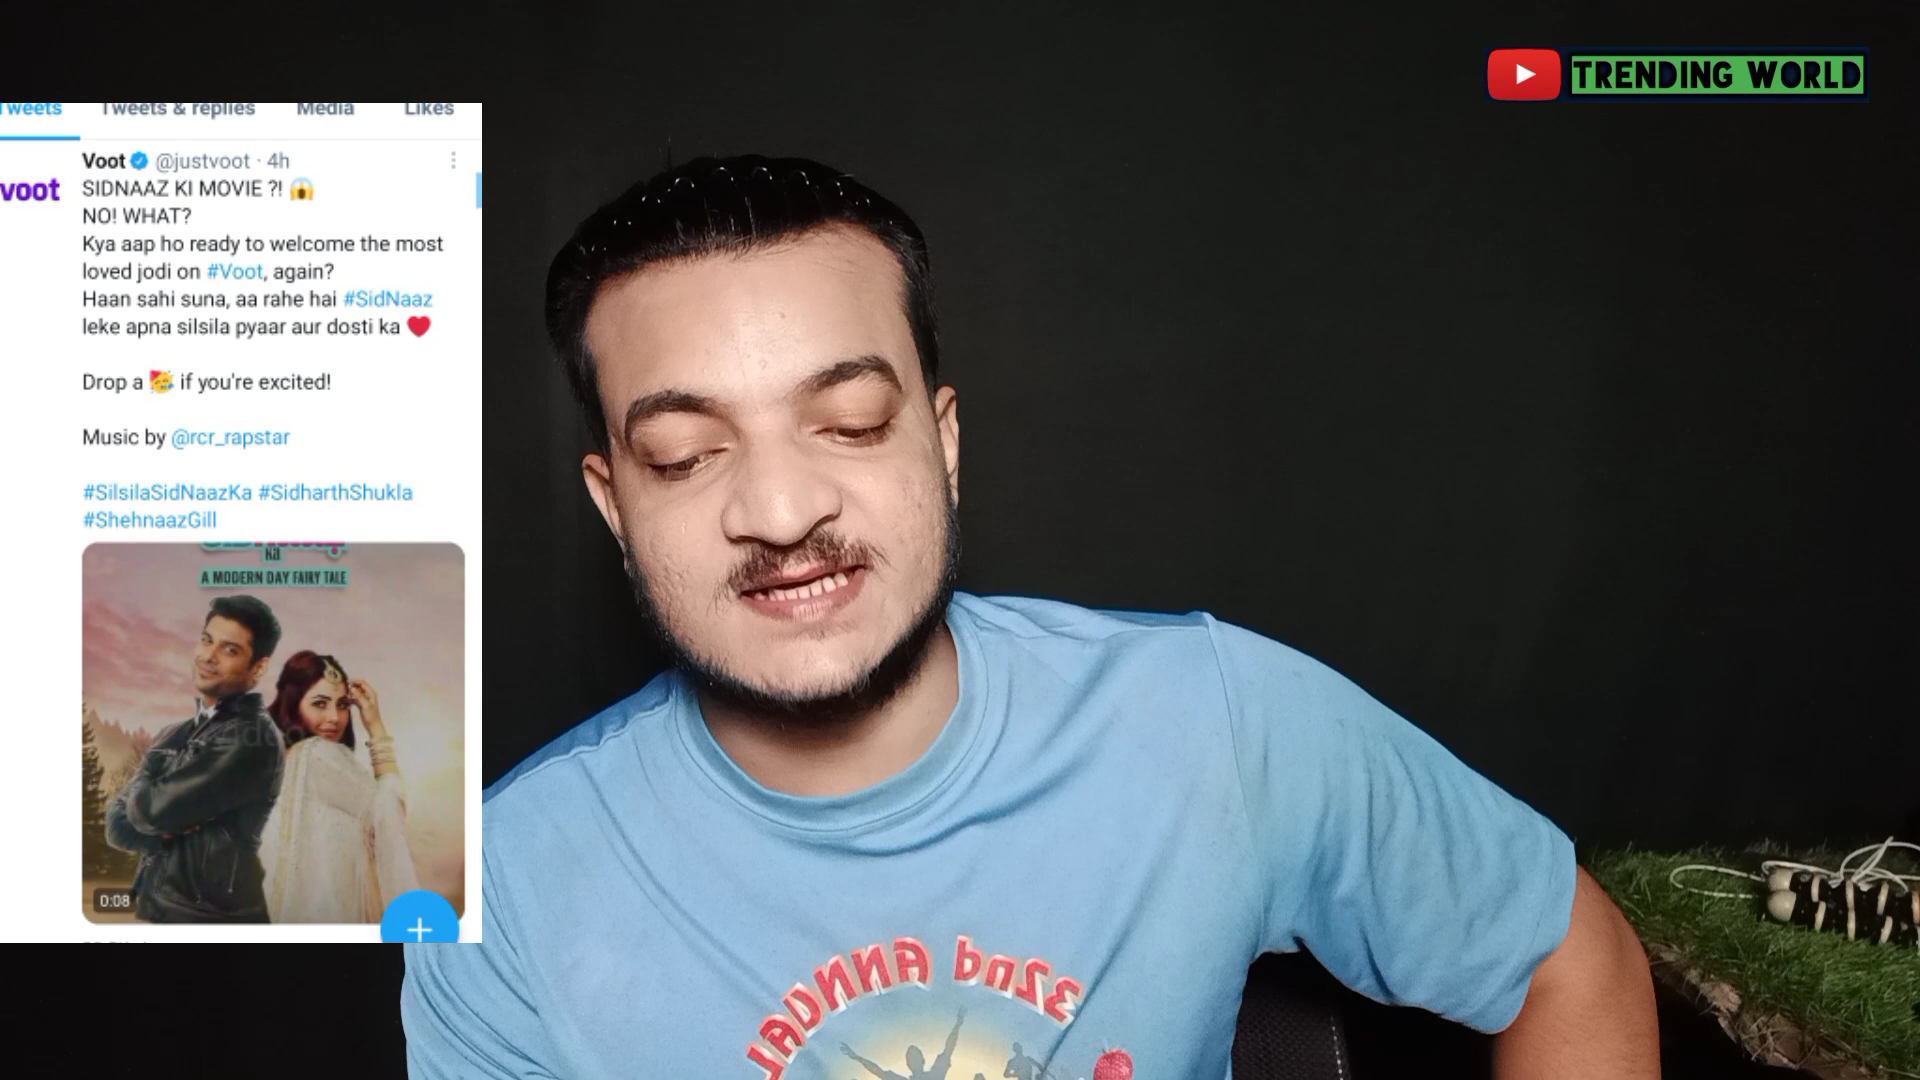 TRENDING WORLD
Tweets
Tweets & replies
Media
Likes
Voot @justvoot · 4h
voot
SIDNAAZ KI MOVIE ?! 😱
NO! WHAT?
Kya aap ho ready to welcome the most
loved jodi on #Voot, again?
Haan sahi suna, aa rahe hai #SidNaaz
leke apna silsila pyaar aur dosti ka ❤️
Drop a 🥳 if you're excited!
Music by @rcr_rapstar
#SilsilaSidNaazKa #SidharthShukla
#ShehnaazGill
ka
A MODERN DAY FAIRY TALE
0:08
32nd ANNUAL